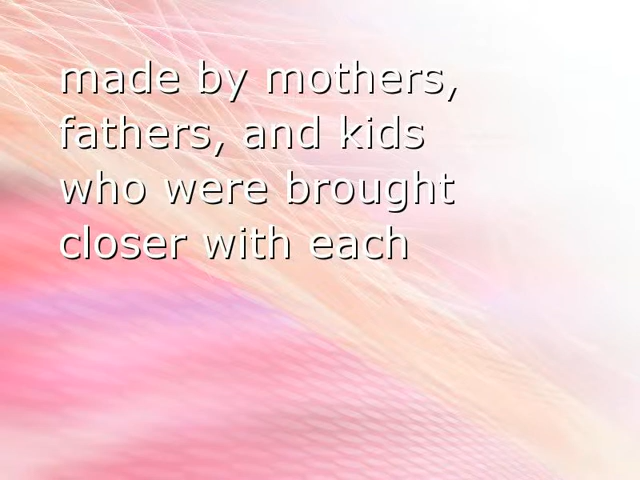 made by mothers,
fathers, and kids
who were brought
closer with each